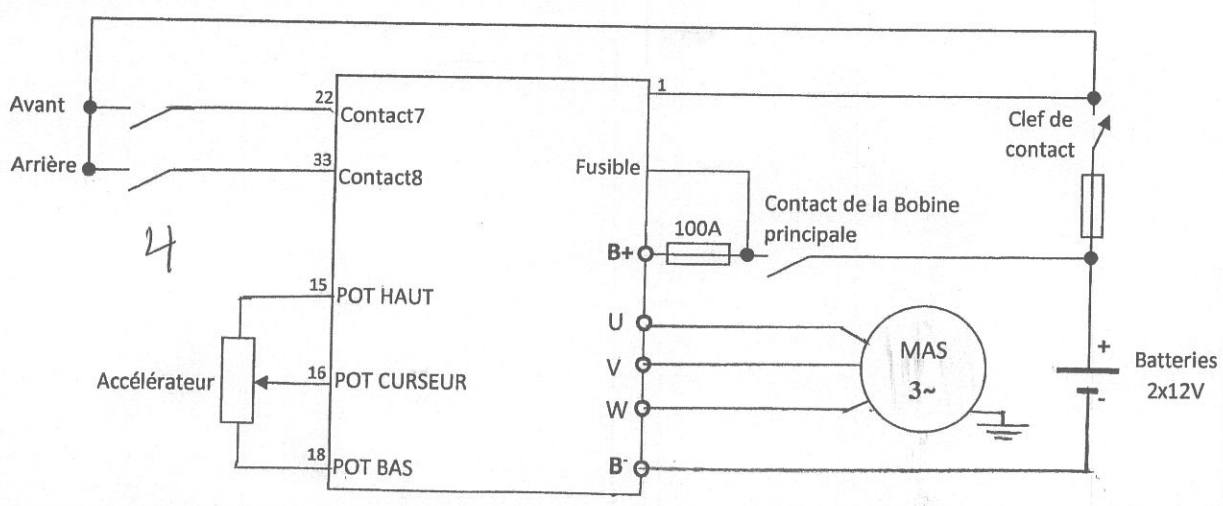 1
Avant
22
Contact7
Clef de
contact
Arrière
33
Contact8
Fusible
Contact de la Bobine
principale
100A
B+
4
15
POT HAUT
U
MAS
3~
+
-
Batteries
2x12V
V
Accélérateur
16
POT CURSEUR
W
18
POT BAS
B-